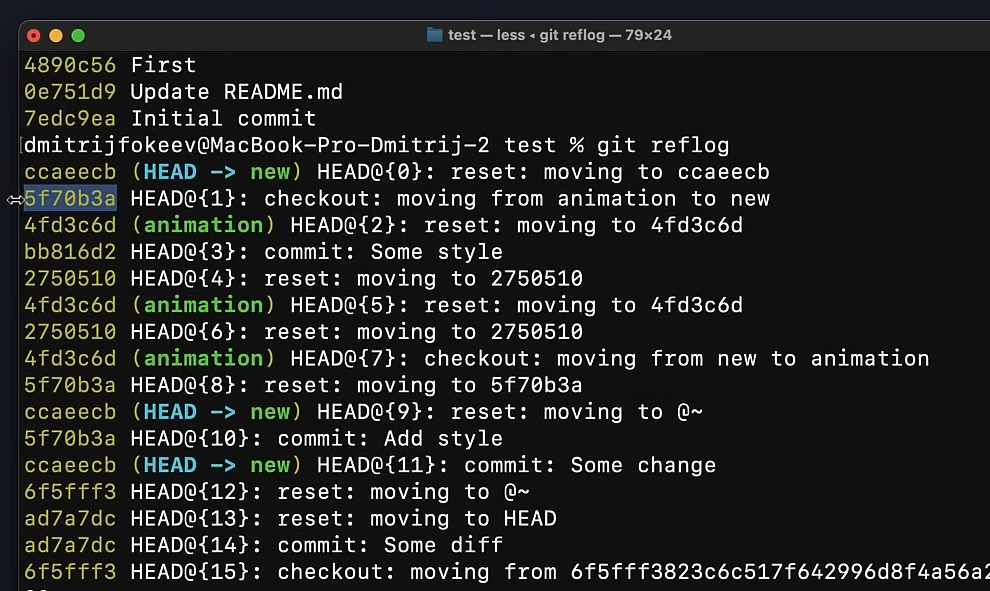 test — less ◂ git reflog — 79×24
4890c56 First
0e751d9 Update README.md
7edc9ea Initial commit
dmitrijfokeev@MacBook-Pro-Dmitrij-2 test % git reflog
ccaeecb (HEAD -> new) HEAD@{0}: reset: moving to ccaeecb
5f70b3a HEAD@{1}: checkout: moving from animation to new
4fd3c6d (animation) HEAD@{2}: reset: moving to 4fd3c6d
bb816d2 HEAD@{3}: commit: Some style
2750510 HEAD@{4}: reset: moving to 2750510
4fd3c6d (animation) HEAD@{5}: reset: moving to 4fd3c6d
2750510 HEAD@{6}: reset: moving to 2750510
4fd3c6d (animation) HEAD@{7}: checkout: moving from new to animation
5f70b3a HEAD@{8}: reset: moving to 5f70b3a
ccaeecb (HEAD -> new) HEAD@{9}: reset: moving to @~
5f70b3a HEAD@{10}: commit: Add style
ccaeecb (HEAD -> new) HEAD@{11}: commit: Some change
6f5fff3 HEAD@{12}: reset: moving to @~
ad7a7dc HEAD@{13}: reset: moving to HEAD
ad7a7dc HEAD@{14}: commit: Some diff
6f5fff3 HEAD@{15}: checkout: moving from 6f5fff3823c6c517f642996d8f4a56a2